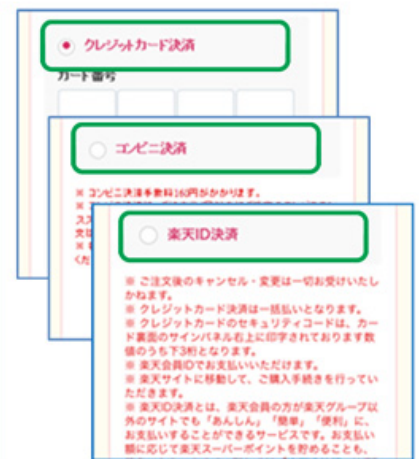 クレジットカード決済
カード番号
コンビニ決済
※ コンビニ決済手数料160円がかかります。
※
文は
※
くだ
楽天ID決済
※ ご注文後のキャンセル・変更は一切お受けいたし
かねます。
※ クレジットカード決済は一括払いとなります。
※ クレジットカードのセキュリティコードは、カー
ド裏面のサインパネル右上に印字されております数
値のうち下3桁となります。
※ 楽天会員IDでお支払いいただけます。
※ 楽天サイトに移動して、ご購入手続きを行ってい
ただきます。
※ 楽天ID決済とは、楽天会員の方が楽天グループ以
外のサイトでも「あんしん」「簡単」「便利」に、
お支払いすることができるサービスです。お支払い
額に応じて楽天スーパーポイントを貯めることも、